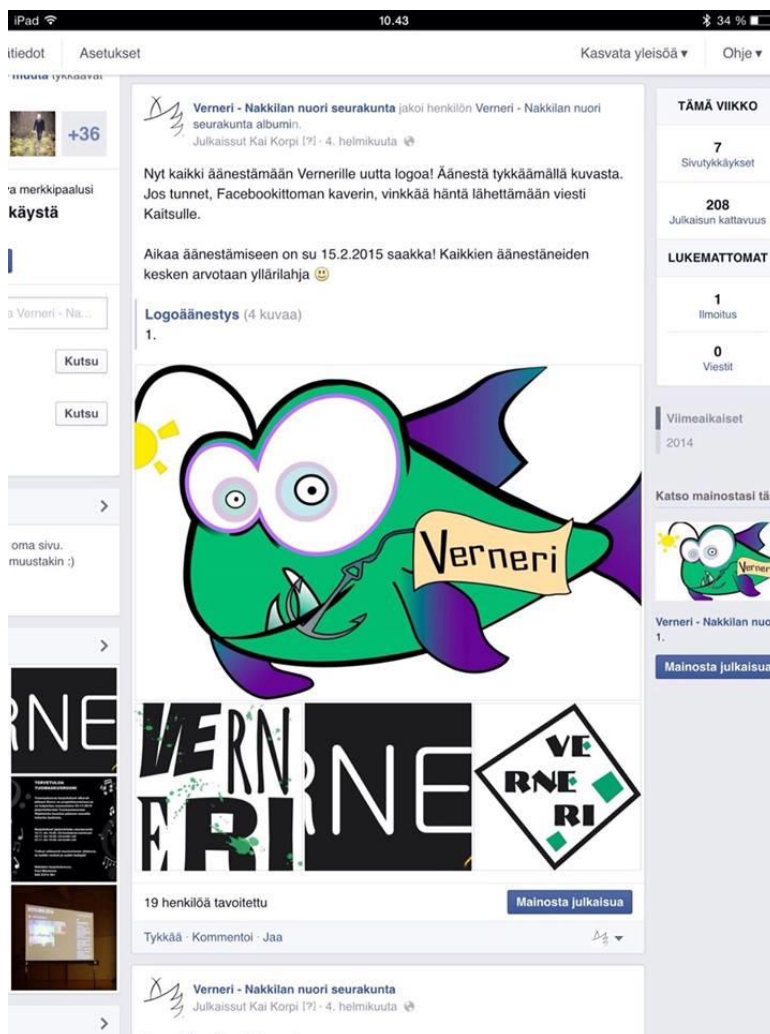 iPad
10.43
34 %
Asetukset
Kasvata yleisöä
Ohje
muuta tykkäävät
+36
merkkipaalusi
käystä
a Verneri - Na...
Kutsu
Kutsu
oma sivu.
muustakin :)
RNE
TERVETULOA
Verneri - Nakkilan nuori seurakunta jakoi henkilön Verneri - Nakkilan nuori
seurakunta albumin.
Julkaissut Kai Korpi [?] · 4. helmikuuta
Nyt kaikki äänestämään Vernerille uutta logoa! Äänestä tykkäämällä kuvasta.
Jos tunnet, Facebookittoman kaverin, vinkkää häntä lähettämään viesti
Kaitsulle.
Aikaa äänestämiseen on su 15.2.2015 saakka! Kaikkien äänestäneiden
kesken arvotaan yllärilahja
Logoäänestys (4 kuvaa)
1.
Verneri
VERN
ERI
RNE
VE
RNE
RI
19 henkilöä tavoitettu
Mainosta julkaisua
Tykkää · Kommentoi · Jaa
Verneri - Nakkilan nuori seurakunta
Julkaissut Kai Korpi [?] · 4. helmikuuta
TÄMÄ VIIKKO
7
Sivutykkäykset
208
Julkaisun kattavuus
LUKEMATTOMAT
1
Ilmoitus
0
Viestit
Viimeaikaiset
2014
Katso mainostasi tä
Verneri
Verneri - Nakkilan nuo
1.
Mainosta julkaisua